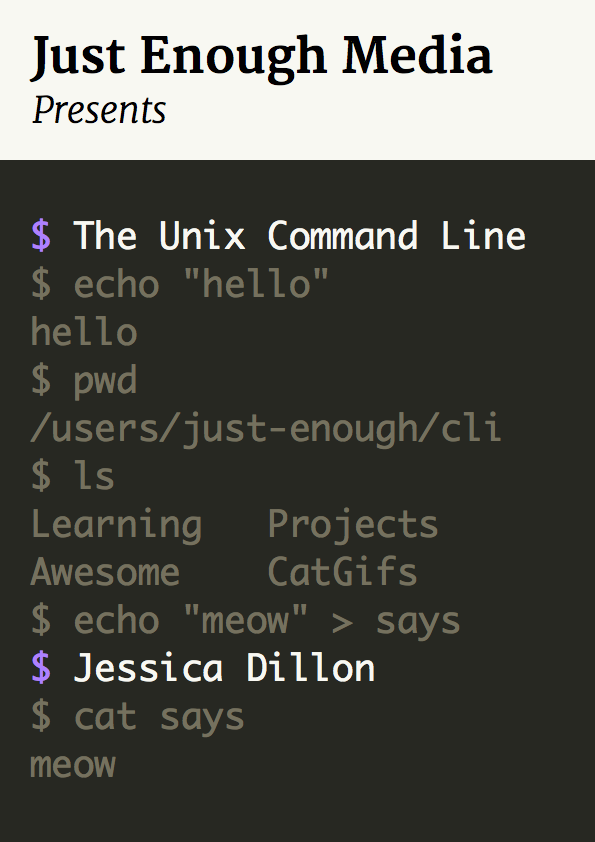 Just Enough Media
Presents
$ The Unix Command Line
$ echo "hello"
hello
$ pwd
/users/just-enough/cli
$ ls
Learning   Projects
Awesome    CatGifs
$ echo "meow" > says
$ Jessica Dillon
$ cat says
meow